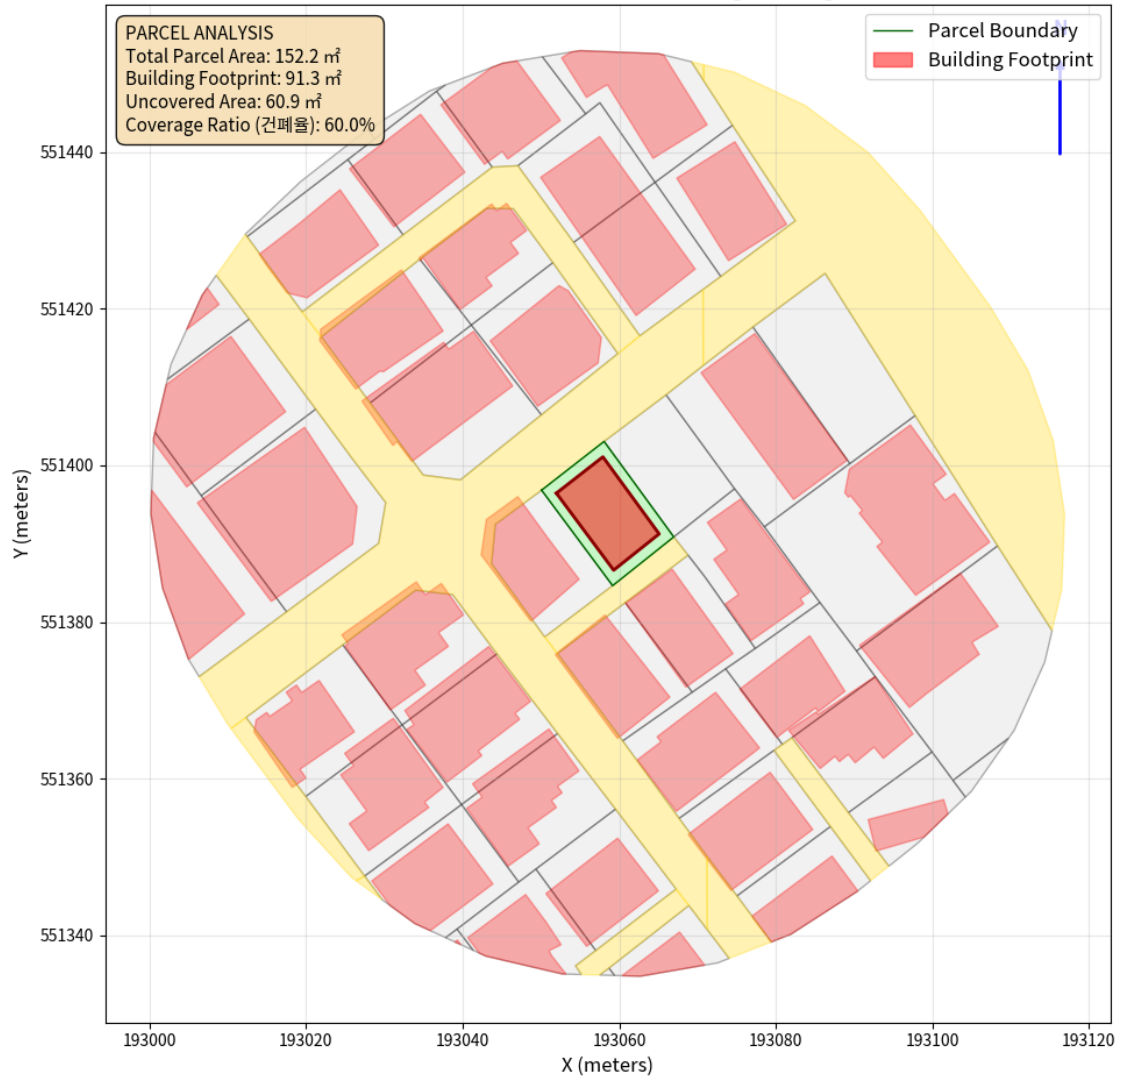 PARCEL ANALYSIS
Total Parcel Area: 152.2 ㎡
Building Footprint: 91.3 ㎡
Uncovered Area: 60.9 ㎡
Coverage Ratio (건폐율): 60.0%
N
Parcel Boundary
Building Footprint
551440
551420
551400
551380
551360
551340
Y (meters)
193000
193020
193040
193060
193080
193100
193120
X (meters)